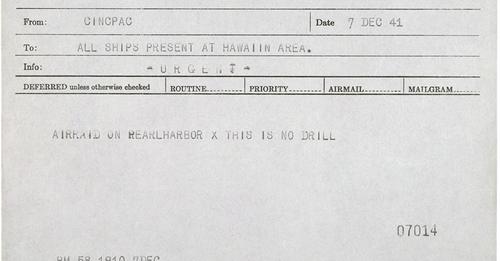 From: CINCPAC Date 7 DEC 41
To: ALL SHIPS PRESENT AT HAWAIIN AREA.
Info: - U R G E N T -
DEFERRED unless otherwise checked ROUTINE......... PRIORITY......... AIRMAIL......... MAILGRAM.........
AIRRAID ON PEARLHARBOR X THIS IS NO DRILL
07014